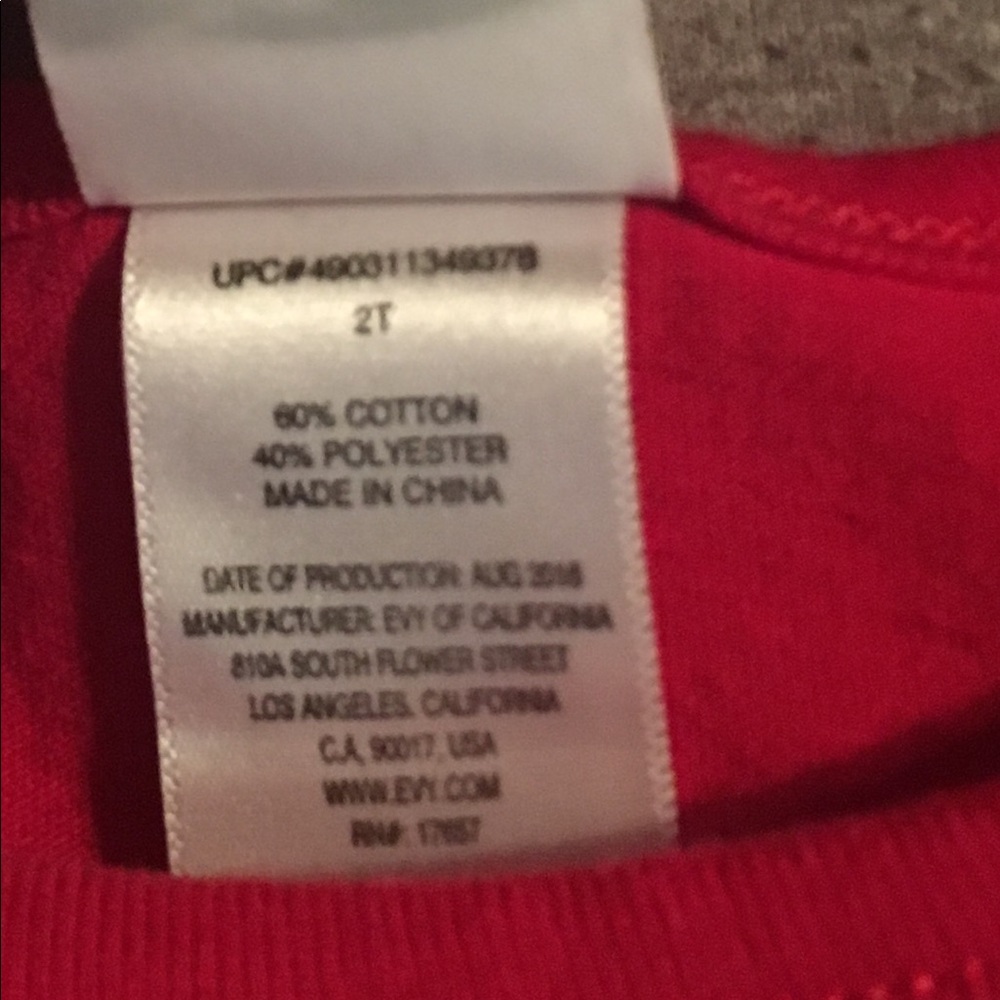 UPC#490311349378
2T
60% COTTON
40% POLYESTER
MADE IN CHINA
DATE OF PRODUCTION: AUG
MANUFACTURER: EVY OF CALIFORNIA
810A SOUTH FLOWER STREET
LOS ANGELES, CALIFORNIA
C.A, 90017, USA
WWW.EVY.COM
RN#: